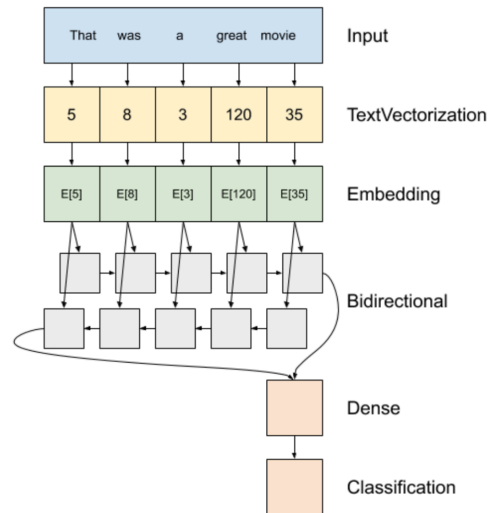 That was a great movie Input
5 8 3 120 35 TextVectorization
E[5] E[8] E[3] E[120] E[35] Embedding
Bidirectional
Dense
Classification